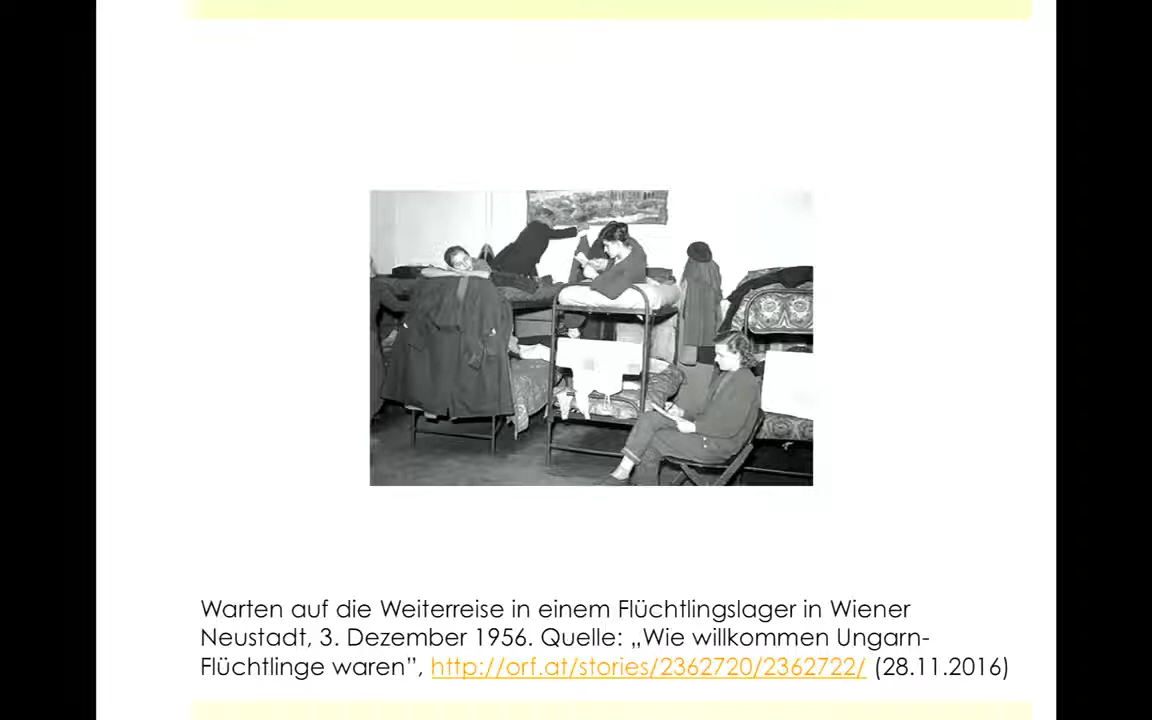 Warten auf die Weiterreise in einem Flüchtlingslager in Wiener
Neustadt, 3. Dezember 1956. Quelle: „Wie willkommen Ungarn-
Flüchtlinge waren”, http://orf.at/stories/2362720/2362722/ (28.11.2016)